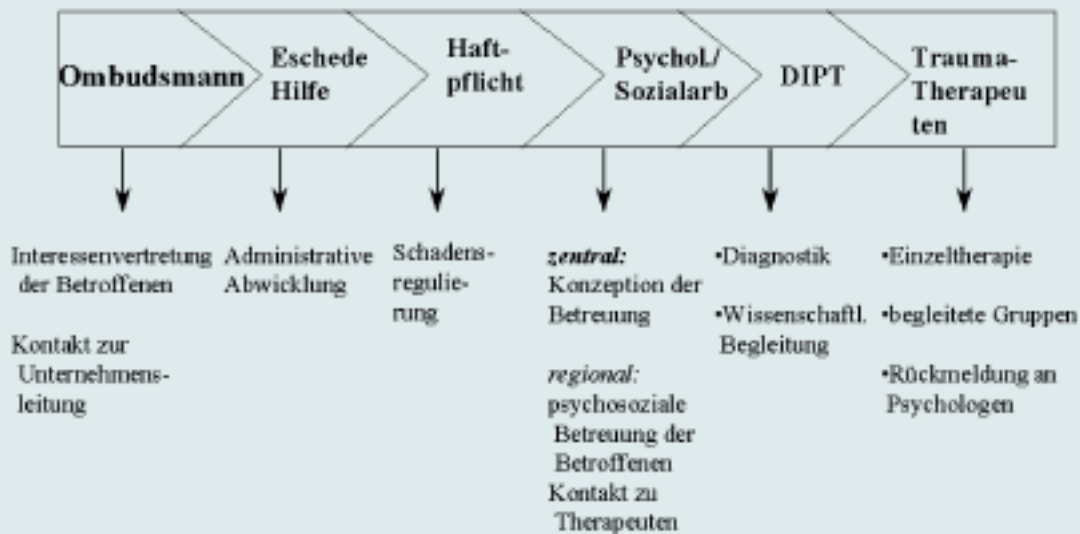 Ombudsmann
Eschede
Hilfe
Haft-
pflicht
Psychol./
Sozialarb
DIPT
Trauma-
Therapeu
ten
Interessenvertretung
der Betroffenen
Kontakt zur
Unternehmens-
leitung
Administrative
Abwicklung
Schadens-
regulie-
rung
zentral:
Konzeption der
Betreuung
regional:
psychosoziale
Betreuung der
Betroffenen
Kontakt zu
Therapeuten
•Diagnostik
•Wissenschaftl.
Begleitung
•Einzeltherapie
•begleitete Gruppen
•Rückmeldung an
Psychologen